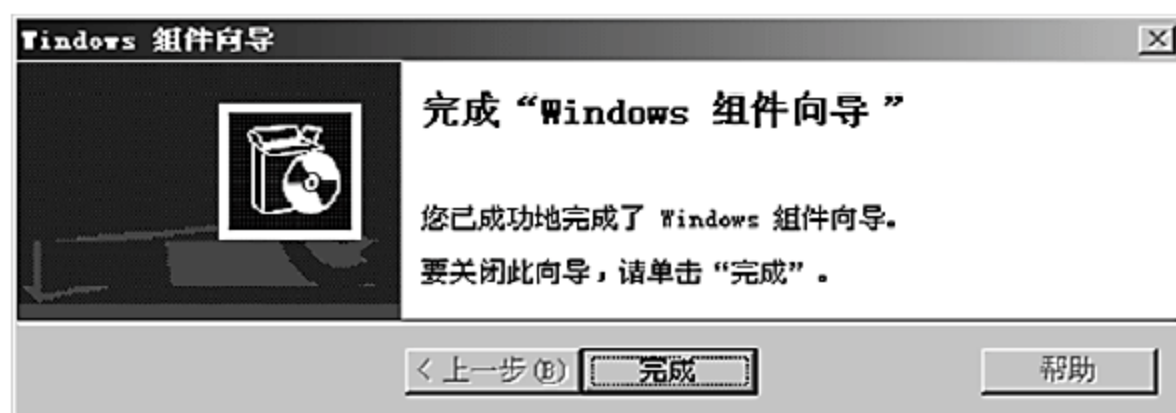 Windows 组件向导
完成“Windows 组件向导”
您已成功地完成了 Windows 组件向导。
要关闭此向导，请单击“完成”。
< 上一步(B) 完成 帮助